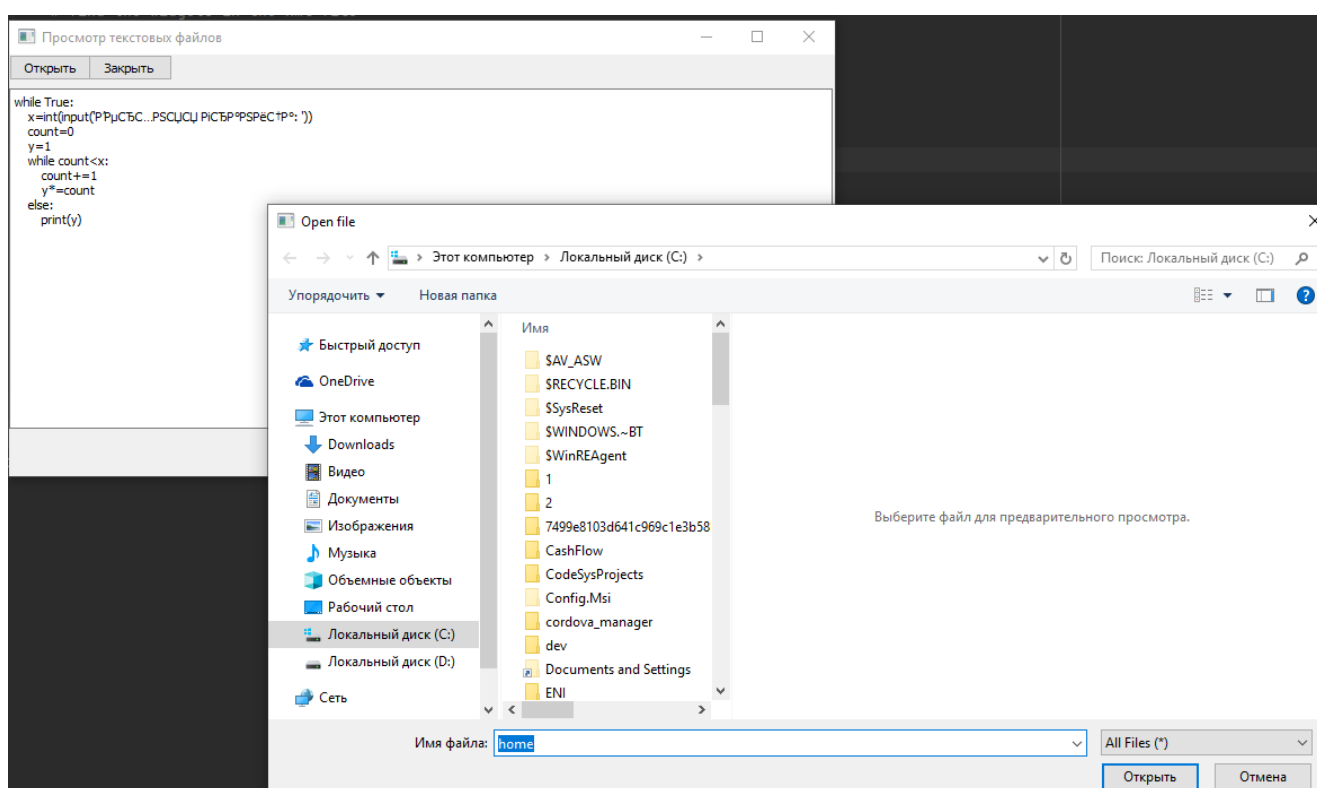 Просмотр текстовых файлов
Открыть Закрыть
while True:
x=int(input('Р’РµСЂС…РЅСЏСЏ РіСЂР°РЅРёС†Р°: '))
count=0
y=1
while count<x:
count+=1
y*=count
else:
print(y)
Open file
Этот компьютер > Локальный диск (C:) >
Поиск: Локальный диск (C:)
Упорядочить
Новая папка
Быстрый доступ
OneDrive
Этот компьютер
Downloads
Видео
Документы
Изображения
Музыка
Объемные объекты
Рабочий стол
Локальный диск (C:)
Локальный диск (D:)
Сеть
Имя
$AV_ASW
$RECYCLE.BIN
$SysReset
$WINDOWS.~BT
$WinREAgent
1
2
7499e8103d641c969c1e3b58
CashFlow
CodeSysProjects
Config.Msi
cordova_manager
dev
Documents and Settings
ENI
Выберите файл для предварительного просмотра.
Имя файла: home
All Files (*)
Открыть Отмена